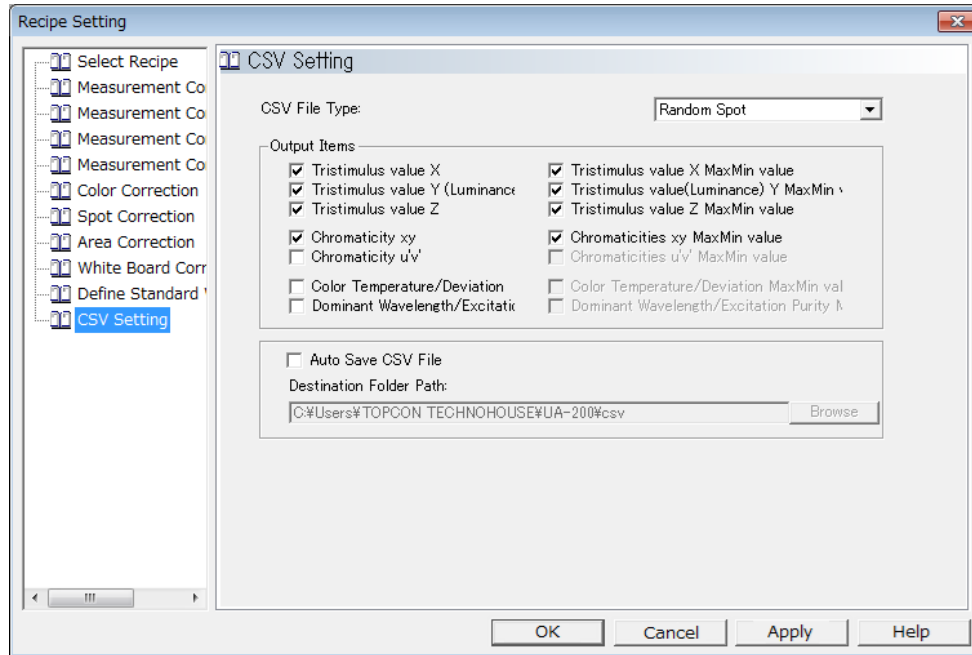 Recipe Setting
Select Recipe
Measurement Co
Measurement Co
Measurement Co
Measurement Co
Color Correction
Spot Correction
Area Correction
White Board Corr
Define Standard
CSV Setting
CSV Setting
CSV File Type:
Random Spot
Output Items
Tristimulus value X
Tristimulus value X MaxMin value
Tristimulus value Y (Luminance
Tristimulus value(Luminance) Y MaxMin
Tristimulus value Z
Tristimulus value Z MaxMin value
Chromaticity xy
Chromaticities xy MaxMin value
Chromaticity u'v'
Chromaticities u'v' MaxMin value
Color Temperature/Deviation
Color Temperature/Deviation MaxMin val
Dominant Wavelength/Excitatio
Dominant Wavelength/Excitation Purity M
Auto Save CSV File
Destination Folder Path:
C:¥Users¥TOPCON TECHNOHOUSE¥UA-200¥csv
Browse
OK
Cancel
Apply
Help